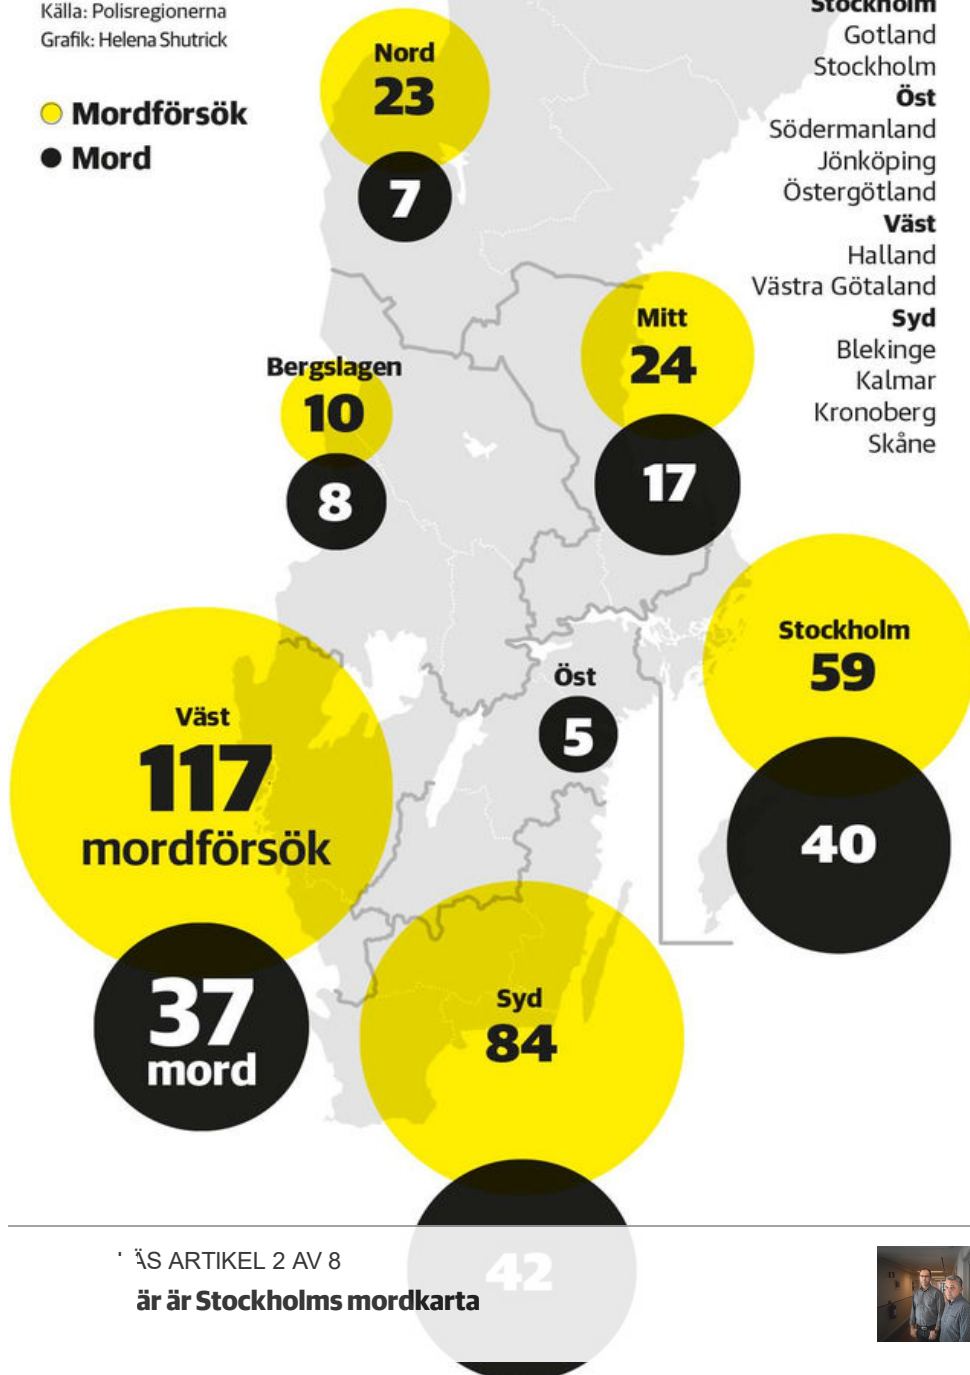 Källa: Polisregionerna
Grafik: Helena Shutrick
Mordförsök
Mord
Stockholm
Gotland
Stockholm
Öst
Södermanland
Jönköping
Östergötland
Väst
Halland
Västra Götaland
Syd
Blekinge
Kalmar
Kronoberg
Skåne
Nord
23
7
Mitt
24
17
Bergslagen
10
8
Stockholm
59
40
Öst
5
Väst
117
mordförsök
37
mord
Syd
84
42
ÄS ARTIKEL 2 AV 8
är är Stockholms mordkarta